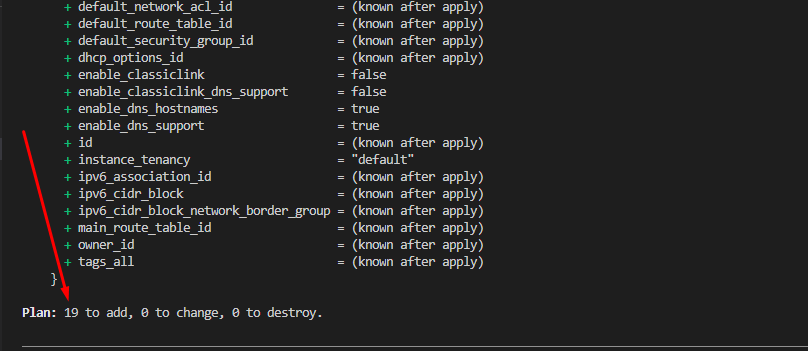 + default_network_acl_id = (known after apply)
+ default_route_table_id = (known after apply)
+ default_security_group_id = (known after apply)
+ dhcp_options_id = (known after apply)
+ enable_classiclink = false
+ enable_classiclink_dns_support = false
+ enable_dns_hostnames = true
+ enable_dns_support = true
+ id = (known after apply)
+ instance_tenancy = "default"
+ ipv6_association_id = (known after apply)
+ ipv6_cidr_block = (known after apply)
+ ipv6_cidr_block_network_border_group = (known after apply)
+ main_route_table_id = (known after apply)
+ owner_id = (known after apply)
+ tags_all = (known after apply)
}
Plan: 19 to add, 0 to change, 0 to destroy.